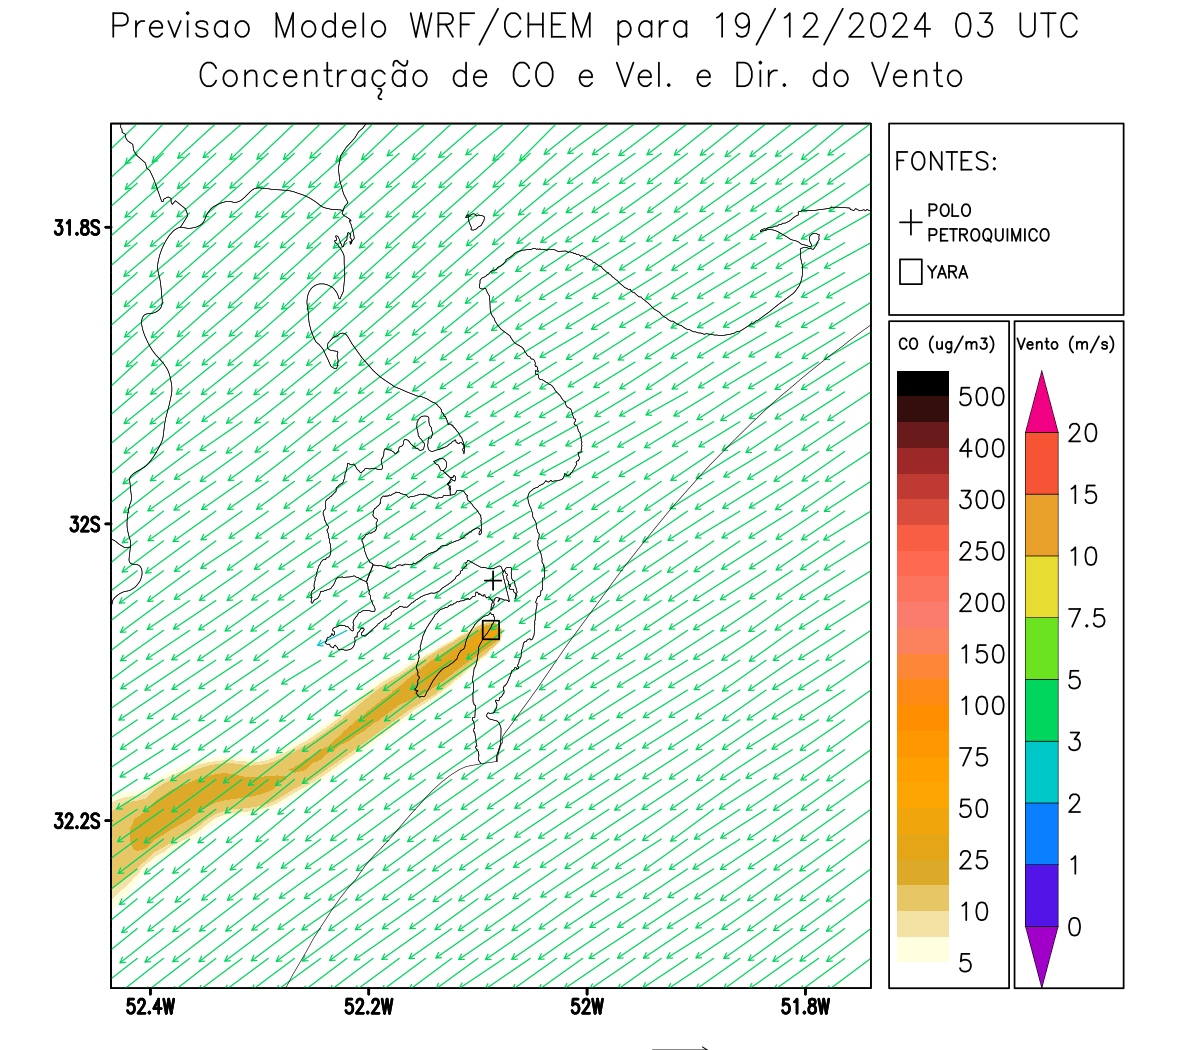 Previsao Modelo WRF/CHEM para 19/12/2024 03 UTC
Concentração de CO e Vel. e Dir. do Vento
FONTES:
POLO
PETROQUIMICO
YARA
CO (ug/m3)
500
400
300
250
200
150
100
75
50
25
10
5
Vento (m/s)
20
15
10
7.5
5
3
2
1
0
31.8S
32S
32.2S
52.4W
52.2W
52W
51.8W